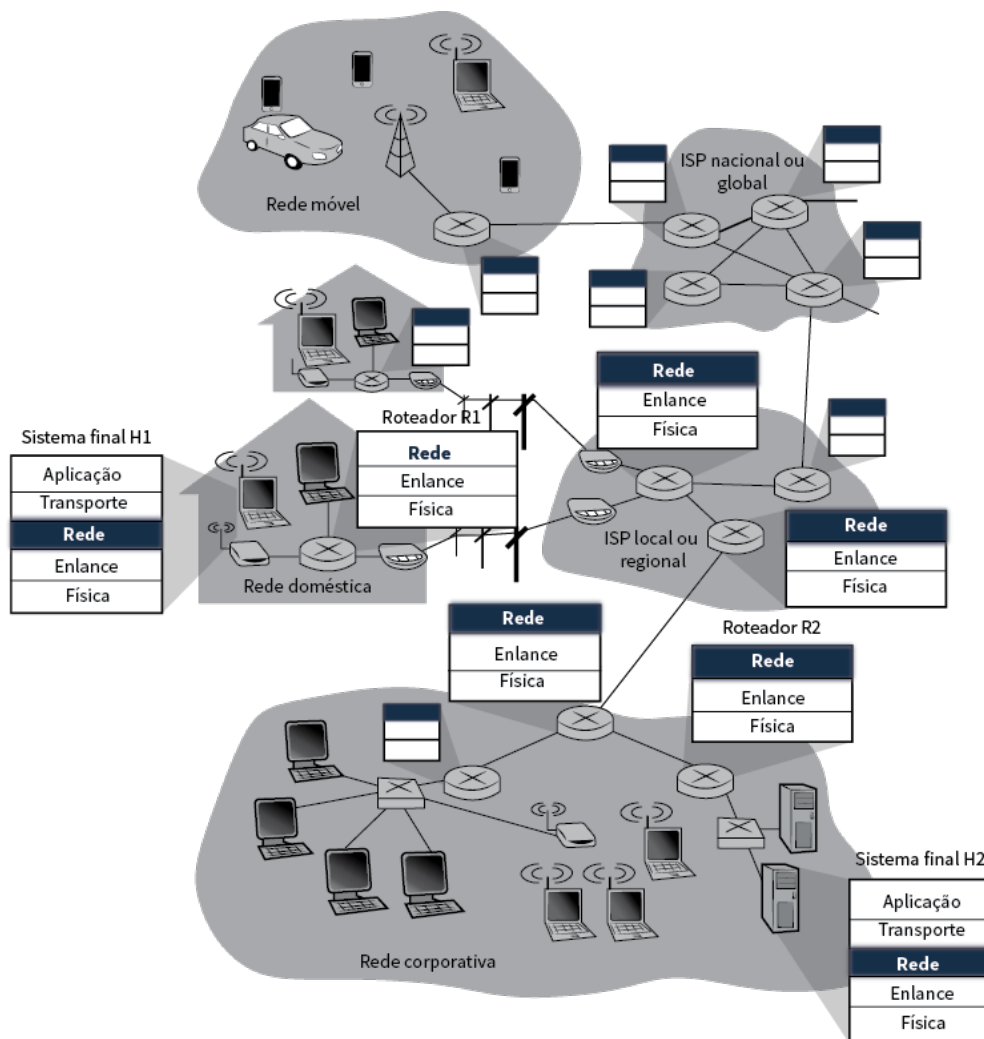 ISP nacional ou
global
Rede móvel
Rede
Enlance
Física
Roteador R1
Rede
Enlance
Física
Sistema final H1
Aplicação
Transporte
Rede
Enlance
Física
Rede doméstica
ISP local ou
regional
Rede
Enlance
Física
Rede
Enlance
Física
Roteador R2
Rede
Enlance
Física
Rede corporativa
Sistema final H2
Aplicação
Transporte
Rede
Enlance
Física